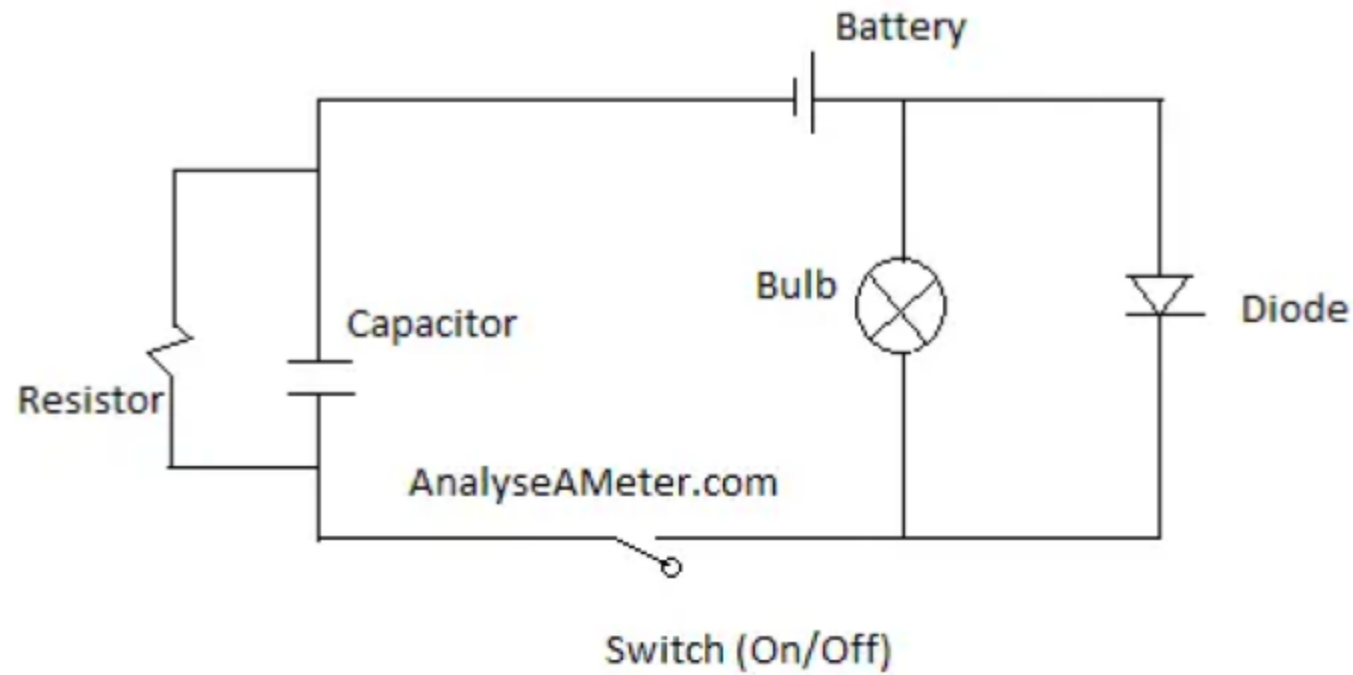 Battery
Bulb
Capacitor
Diode
Resistor
AnalyseAMeter.com
Switch (On/Off)